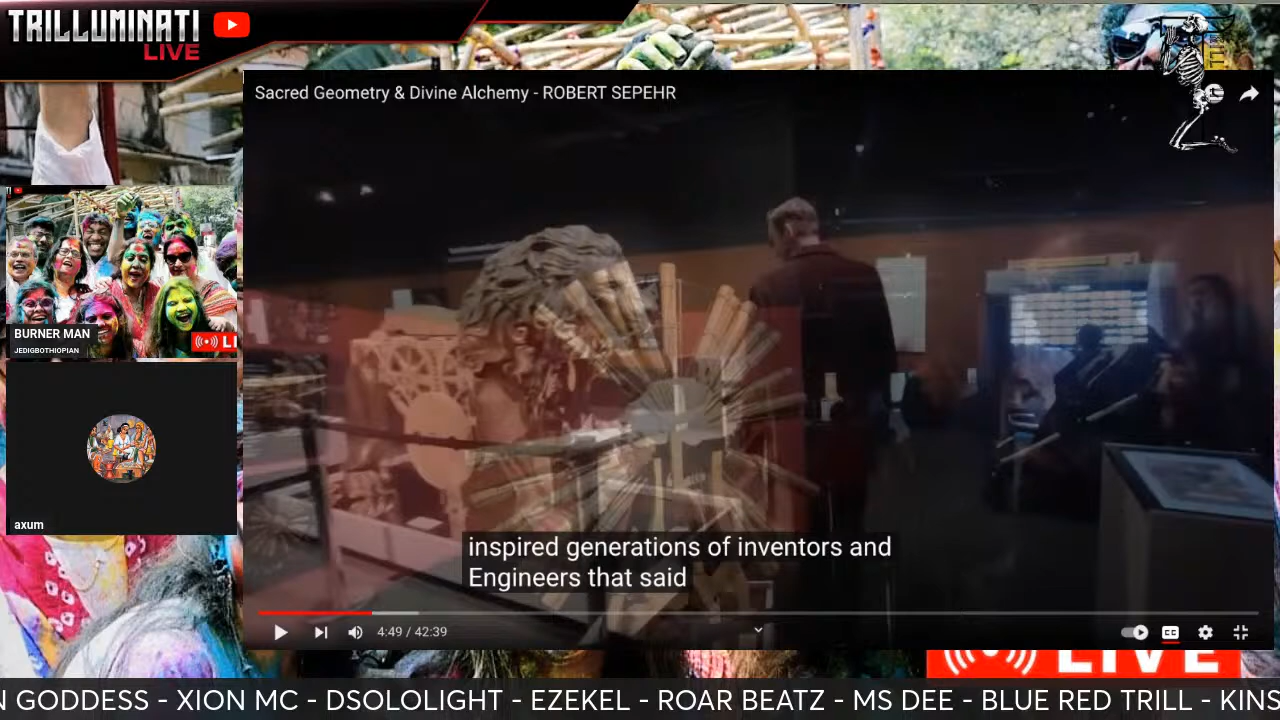 TRILLUMINATI
LIVE
Sacred Geometry & Divine Alchemy - ROBERT SEPEHR
BURNER MAN
JEDIGBOTHIOPIAN
axum
inspired generations of inventors and
Engineers that said
4:49 / 42:39
CC
LIVE
N GODDESS - XION MC - DSOLOLIGHT - EZEKEL - ROAR BEATZ - MS DEE - BLUE RED TRILL - KINS